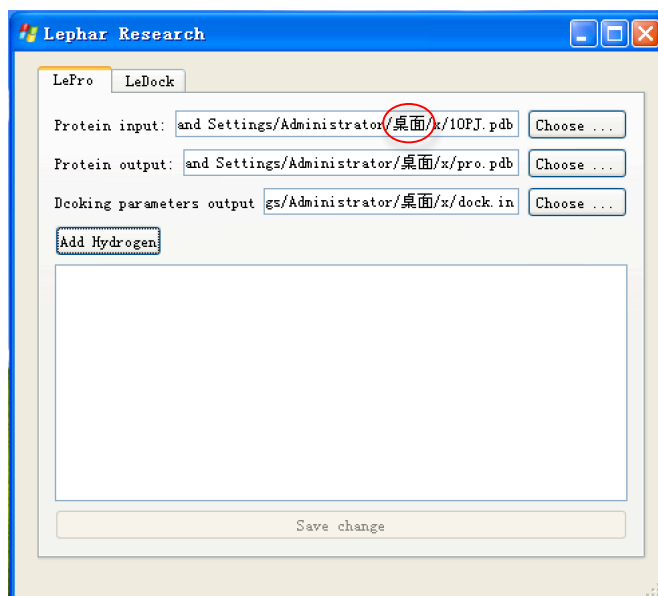 Lephar Research
LePro LeDock
Protein input: and Settings/Administrator/桌面/x/1OPJ.pdb Choose ...
Protein output: and Settings/Administrator/桌面/x/pro.pdb Choose ...
Dcoking parameters output gs/Administrator/桌面/x/dock.in Choose ...
Add Hydrogen
Save change